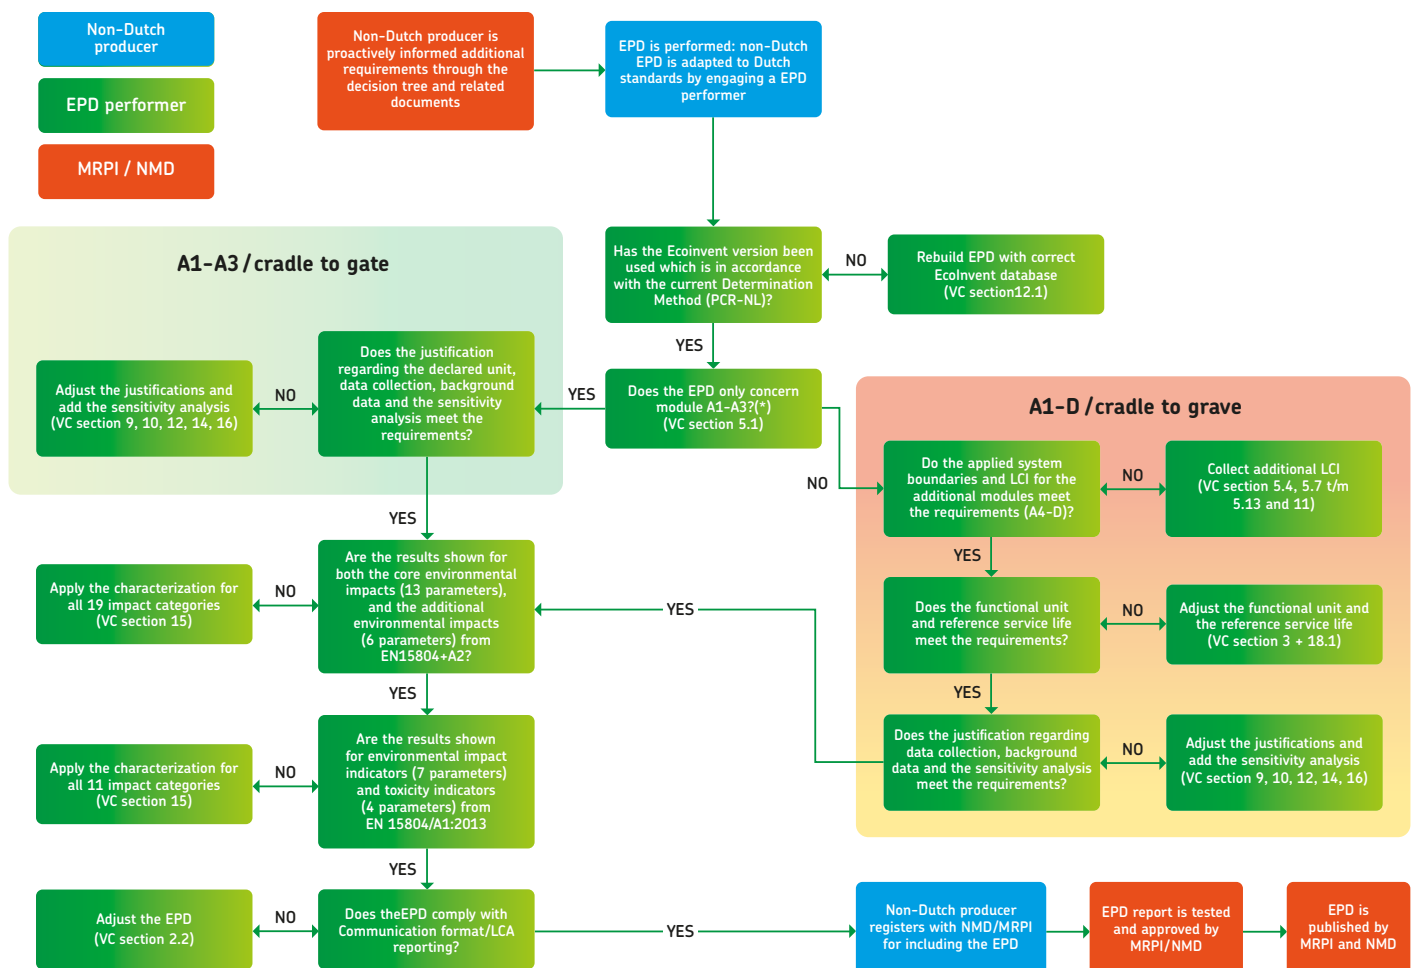 Non-Dutch
producer
EPD performer
MRPI / NMD
Non-Dutch producer is
proactively informed additional
requirements through the
decision tree and related
documents
EPD is performed: non-Dutch
EPD is adapted to Dutch
standards by engaging a EPD
performer
Has the Ecoinvent version been
used which is in accordance
with the current Determination
Method (PCR-NL)?
NO
Rebuild EPD with correct
EcoInvent database
(VC section12.1)
YES
Does the EPD only concern
module A1-A3?(*)
(VC section 5.1)
YES
NO
A1-A3/cradle to gate
Does the justification
regarding the declared unit,
data collection, background
data and the sensitivity
analysis meet the
requirements?
NO
Adjust the justifications and
add the sensitivity analysis
(VC section 9, 10, 12, 14, 16)
YES
A1-D/cradle to grave
Do the applied system
boundaries and LCI for the
additional modules meet
the requirements (A4-D)?
NO
Collect additional LCI
(VC section 5.4, 5.7 t/m
5.13 and 11)
YES
Does the functional unit
and reference service life
meet the requirements?
NO
Adjust the functional unit and
the reference service life
(VC section 3 + 18.1)
YES
Does the justification regarding
data collection, background
data and the sensitivity analysis
meet the requirements?
NO
Adjust the justifications and
add the sensitivity analysis
(VC section 9, 10, 12, 14, 16)
YES
Are the results shown for
both the core environmental
impacts (13 parameters),
and the additional
environmental impacts
(6 parameters) from
EN15804+A2?
NO
Apply the characterization for
all 19 impact categories
(VC section 15)
YES
Are the results shown
for environmental impact
indicators (7 parameters)
and toxicity indicators
(4 parameters) from
EN 15804/A1:2013
NO
Apply the characterization for
all 11 impact categories
(VC section 15)
YES
Does theEPD comply with
Communication format/LCA
reporting?
NO
Adjust the EPD
(VC section 2.2)
YES
Non-Dutch producer
registers with NMD/MRPI
for including the EPD
EPD report is tested
and approved by
MRPI/NMD
EPD is
published by
MRPI and NMD